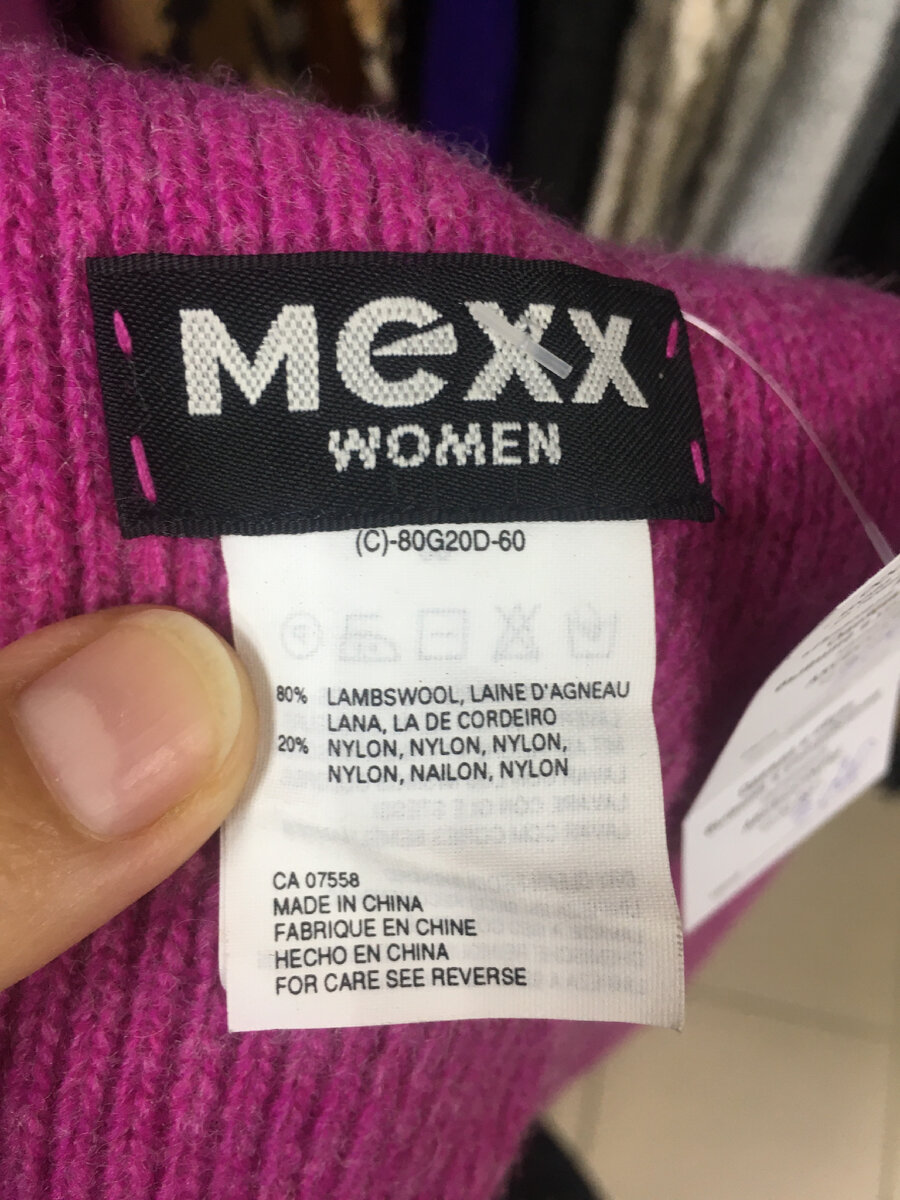 Mexx
WOMEN
(C)-80G20D-60
80% LAMBSWOOL, LAINE D'AGNEAU
LANA, LA DE CORDEIRO
20% NYLON, NYLON, NYLON,
NYLON, NAILON, NYLON
CA 07558
MADE IN CHINA
FABRIQUE EN CHINE
HECHO EN CHINA
FOR CARE SEE REVERSE